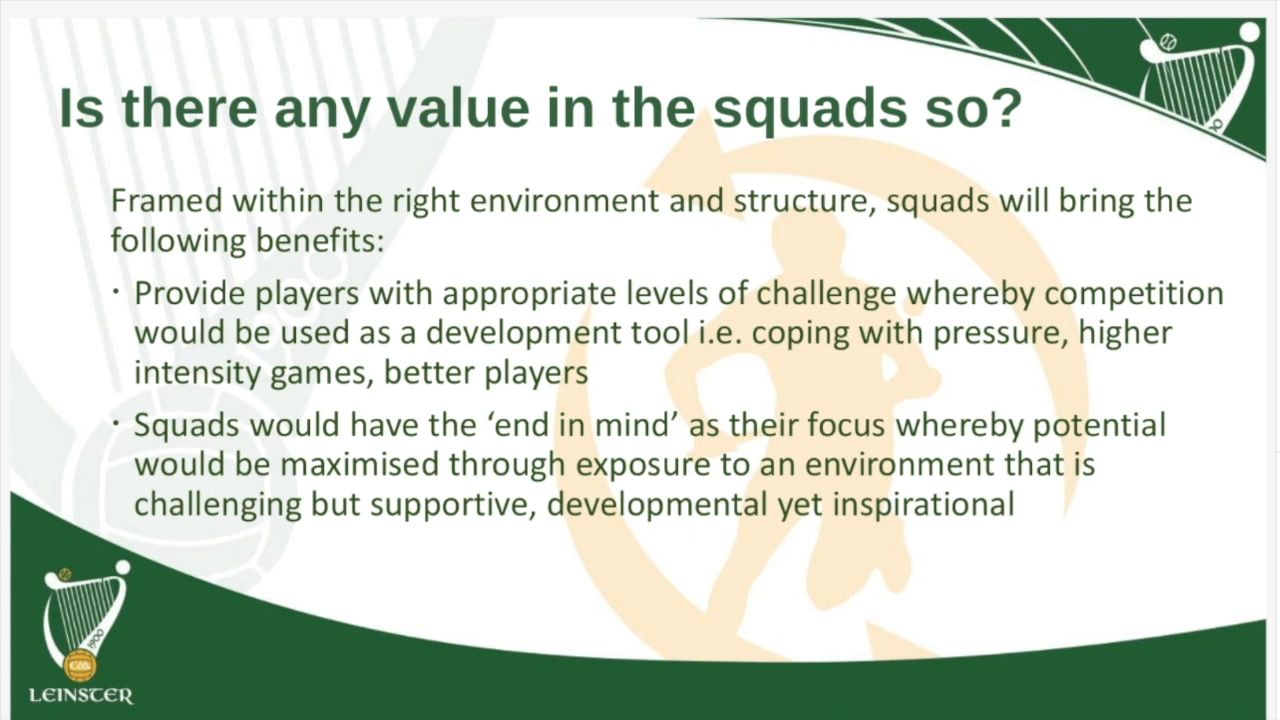 Is there any value in the squads so?
Framed within the right environment and structure, squads will bring the
following benefits:
· Provide players with appropriate levels of challenge whereby competition
would be used as a development tool i.e. coping with pressure, higher
intensity games, better players
· Squads would have the ‘end in mind’ as their focus whereby potential
would be maximised through exposure to an environment that is
challenging but supportive, developmental yet inspirational
1900
GAA
LEINSTER